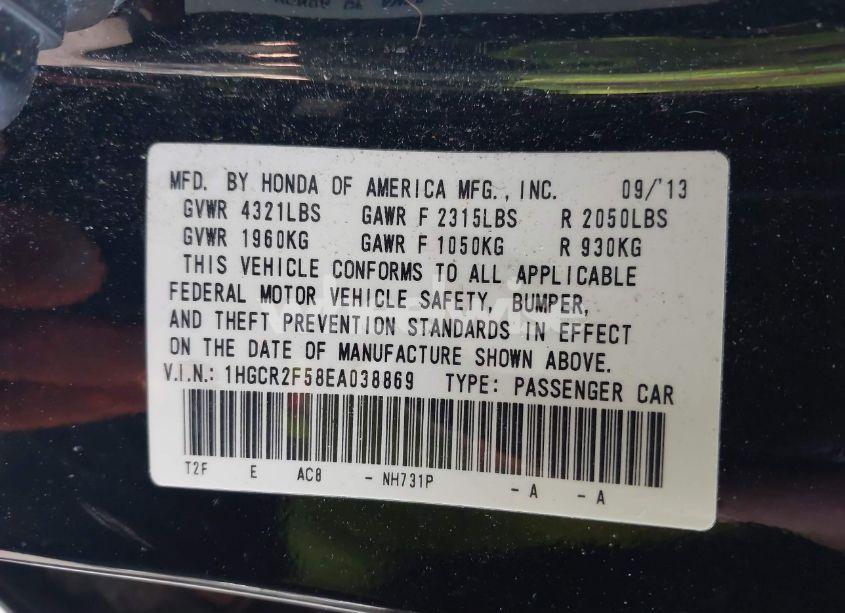 MFD. BY HONDA OF AMERICA MFG., INC. 09/'13
GVWR 4321LBS GAWR F 2315LBS R 2050LBS
GVWR 1960KG GAWR F 1050KG R 930KG
THIS VEHICLE CONFORMS TO ALL APPLICABLE
FEDERAL MOTOR VEHICLE SAFETY, BUMPER,
AND THEFT PREVENTION STANDARDS IN EFFECT
ON THE DATE OF MANUFACTURE SHOWN ABOVE.
V.I.N.: 1HGCR2F58EA038869 TYPE: PASSENGER CAR
T2F E AC8 - NH731P - A - A